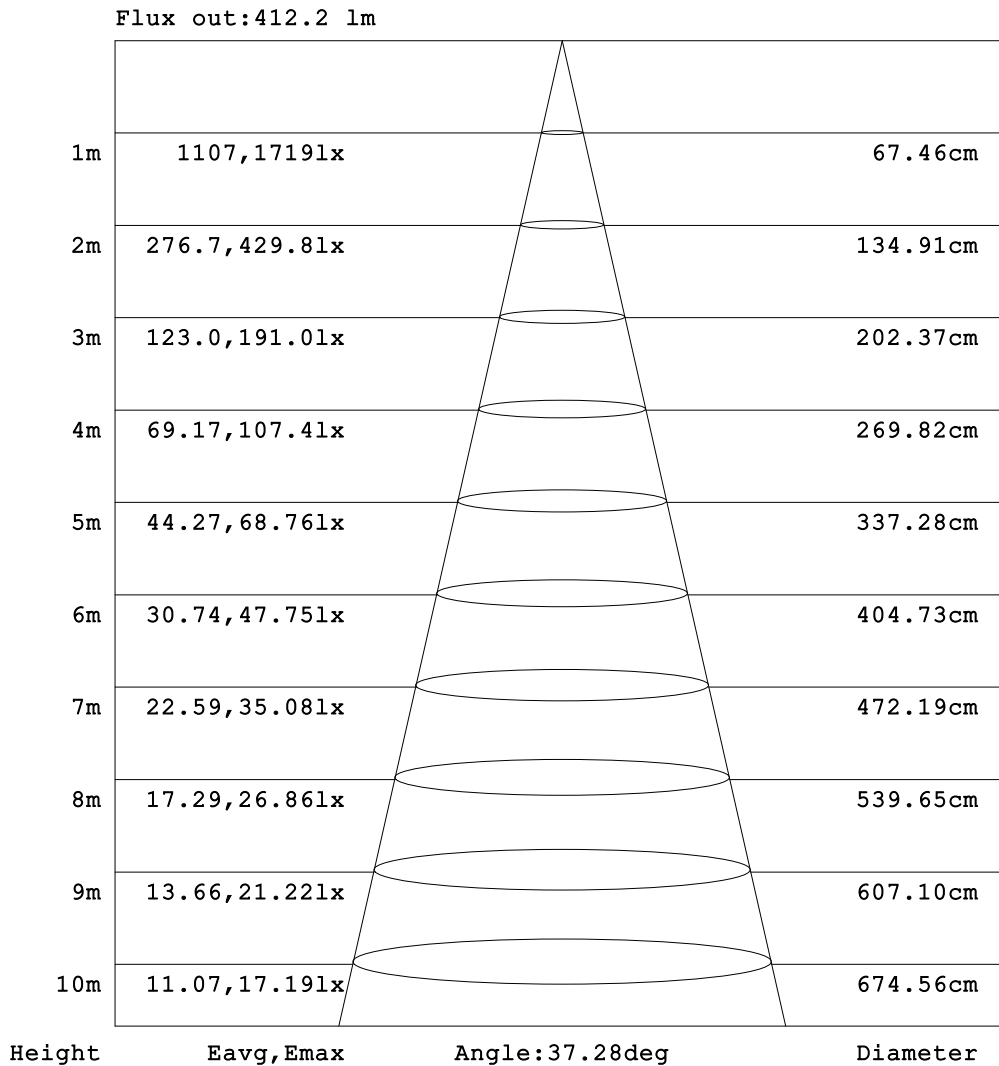 Flux out:412.2 lm
1m 1107,1719lx 67.46cm
2m 276.7,429.8lx 134.91cm
3m 123.0,191.0lx 202.37cm
4m 69.17,107.4lx 269.82cm
5m 44.27,68.76lx 337.28cm
6m 30.74,47.75lx 404.73cm
7m 22.59,35.08lx 472.19cm
8m 17.29,26.86lx 539.65cm
9m 13.66,21.22lx 607.10cm
10m 11.07,17.19lx 674.56cm
Height Eavg,Emax Angle:37.28deg Diameter